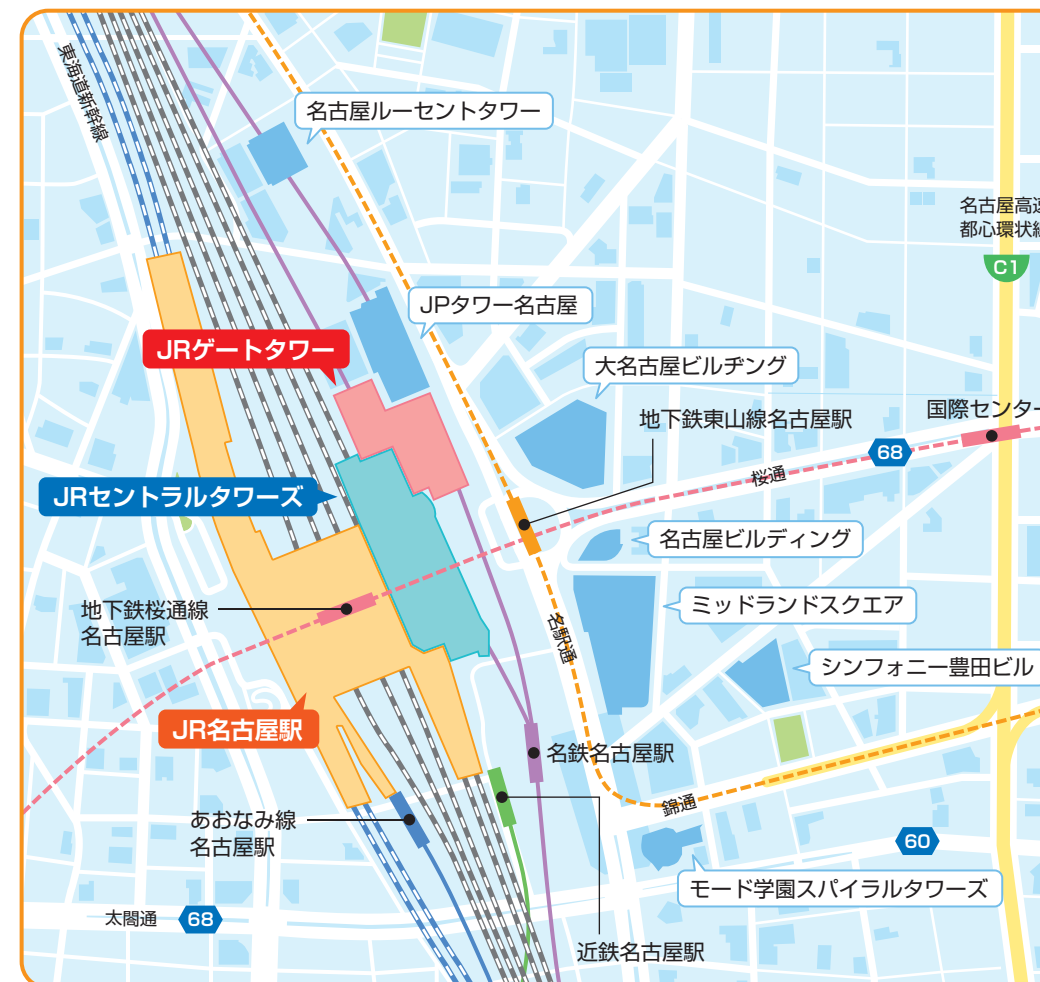 東海道新幹線
名古屋ルーセントタワー
名古屋高速
都心環状線
C1
JPタワー名古屋
JRゲートタワー
大名古屋ビルヂング
地下鉄東山線名古屋駅
国際センター
68
桜通
JRセントラルタワーズ
名古屋ビルディング
地下鉄桜通線
名古屋駅
ミッドランドスクエア
名駅通
シンフォニー豊田ビル
JR名古屋駅
名鉄名古屋駅
錦通
あおなみ線
名古屋駅
60
モード学園スパイラルタワーズ
太閤通
68
近鉄名古屋駅